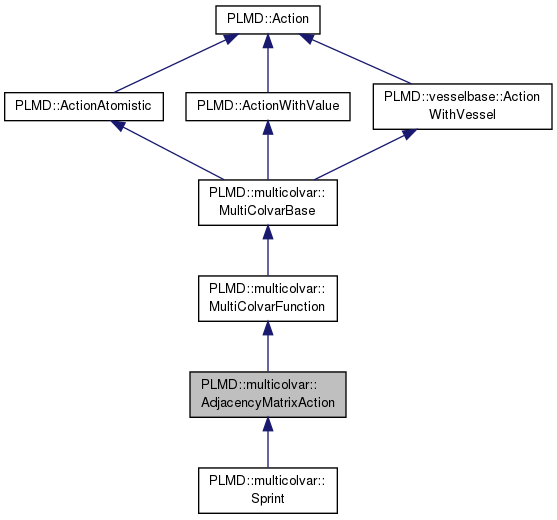 PLMD::Action
PLMD::ActionAtomistic
PLMD::ActionWithValue
PLMD::vesselbase::Action
WithVessel
PLMD::multicolvar::
MultiColvarBase
PLMD::multicolvar::
MultiColvarFunction
PLMD::multicolvar::
AdjacencyMatrixAction
PLMD::multicolvar::
Sprint